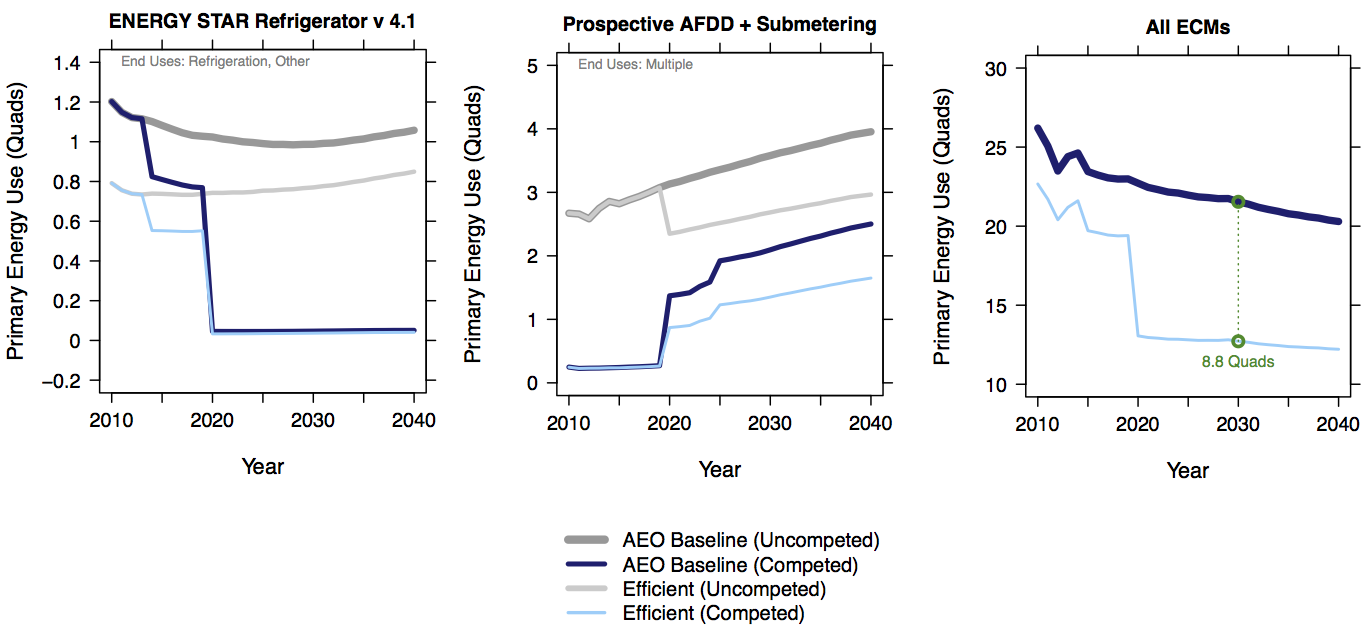 ENERGY STAR Refrigerator v 4.1
End Uses: Refrigeration, Other
Primary Energy Use (Quads)
1.4
1.2
1
0.8
0.6
0.4
0.2
0
−0.2
2010 2020 2030 2040
Year
Prospective AFDD + Submetering
End Uses: Multiple
Primary Energy Use (Quads)
5
4
3
2
1
0
2010 2020 2030 2040
Year
All ECMs
Primary Energy Use (Quads)
30
25
20
15
10
8.8 Quads
2010 2020 2030 2040
Year
AEO Baseline (Uncompeted)
AEO Baseline (Competed)
Efficient (Uncompeted)
Efficient (Competed)